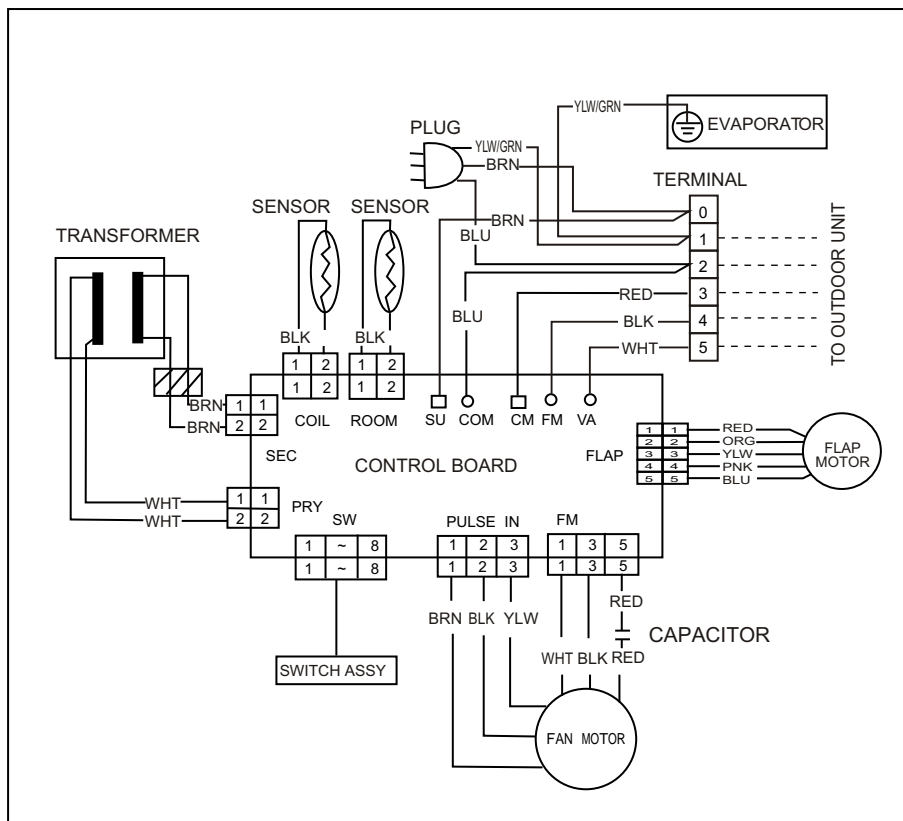 YLW/GRN
EVAPORATOR
PLUG
YLW/GRN
BRN
TERMINAL
SENSOR SENSOR
BRN
0
TRANSFORMER
BLU
1
2
TO OUTDOOR UNIT
RED
3
BLU
BLK
4
BLK
BLK
WHT
5
1 2
1 2
1 2
1 2
BRN
1 1
BRN
2 2
COIL
ROOM
SU
COM
CM
FM
VA
SEC
CONTROL BOARD
FLAP
1 1
RED
2 2
ORG
3 3
YLW
4 4
PNK
5 5
BLU
FLAP
MOTOR
WHT
1 1
WHT
2 2
PRY
SW
PULSE IN
FM
1 ~ 8
1 ~ 8
1 2 3
1 2 3
1 3 5
1 3 5
BRN BLK YLW
RED
CAPACITOR
WHT BLK RED
SWITCH ASSY
FAN MOTOR